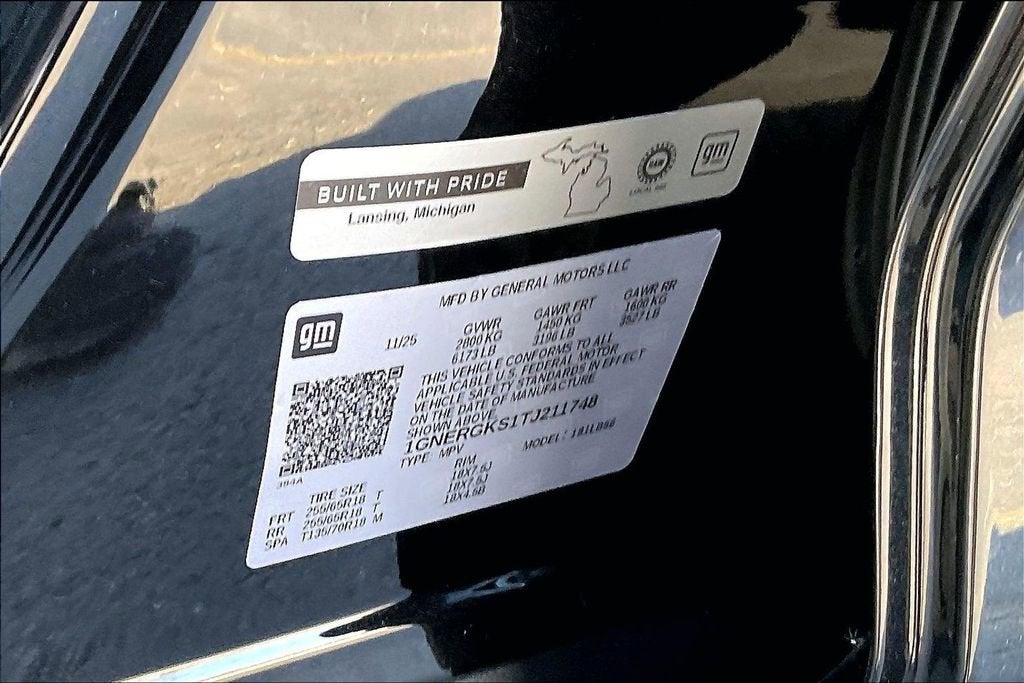 BUILT WITH PRIDE
Lansing, Michigan
UAW
gm
MFD BY GENERAL MOTORS LLC
gm
11/25
GVWR GAWR FRT GAWR RR
2800 KG 1450 KG 1600 KG
6173 LB 3196 LB 3527 LB
THIS VEHICLE CONFORMS TO ALL
APPLICABLE U.S. FEDERAL MOTOR
VEHICLE SAFETY STANDARDS IN EFFECT
ON THE DATE OF MANUFACTURE
SHOWN ABOVE.
1GNERGKS1TJ211748
TYPE: MPV MODEL:
394A
TIRE SIZE RIM
FRT 255/65R18 T 18X7.5J
RR 255/65R18 T 18X7.5J
SPA T135/70R18 M 18X4.5B